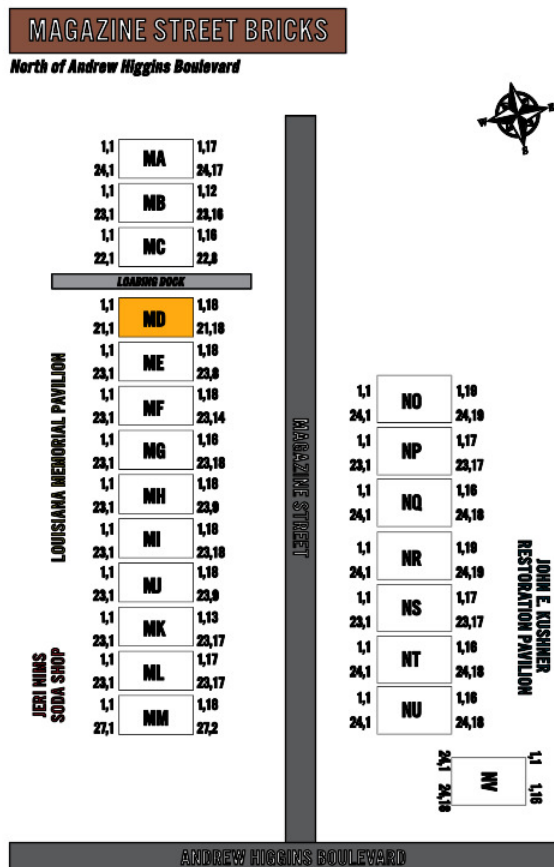 MAGAZINE STREET BRICKS
North of Andrew Higgins Boulevard
N
W
E
S
1,1 MA 1,17
24,1 24,17
1,1 MB 1,12
23,1 23,16
1,1 MC 1,16
22,1 22,8
LOADING DOCK
1,1 MD 1,18
21,1 21,18
1,1 ME 1,18
23,1 23,8
1,1 MF 1,18
23,1 23,14
1,1 MG 1,16
23,1 23,18
1,1 MH 1,18
23,1 23,9
1,1 MI 1,18
23,1 23,18
1,1 MJ 1,18
23,1 23,9
1,1 MK 1,13
23,1 23,17
1,1 ML 1,17
23,1 23,17
1,1 MM 1,18
27,1 27,2
LOUISIANA MEMORIAL PAVILION
JERI NIMS
SODA SHOP
MAGAZINE STREET
1,1 NO 1,19
24,1 24,19
1,1 NP 1,17
23,1 23,17
1,1 NQ 1,16
24,1 24,18
1,1 NR 1,19
24,1 24,19
1,1 NS 1,17
23,1 23,17
1,1 NT 1,16
24,1 24,18
1,1 NU 1,16
24,1 24,18
JOHN E. KUSHNER
RESTORATION PAVILION
1,1 NV 1,16
24,1 24,18
ANDREW HIGGINS BOULEVARD